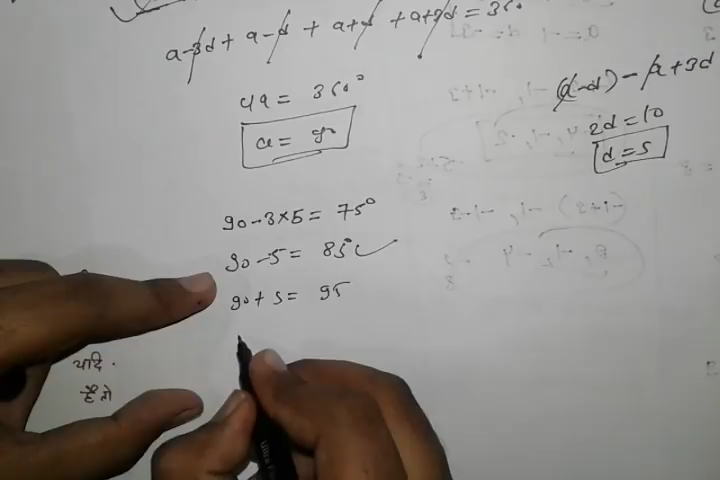 a-3d + a-d + a+d + a+3d = 360°
4a = 360°
a = 90
(a-d) - a+3d
2d = 10
d = 5
90 - 3×5 = 75°
90 - 5 = 85°
90 + 5 = 95
यदि
है तो